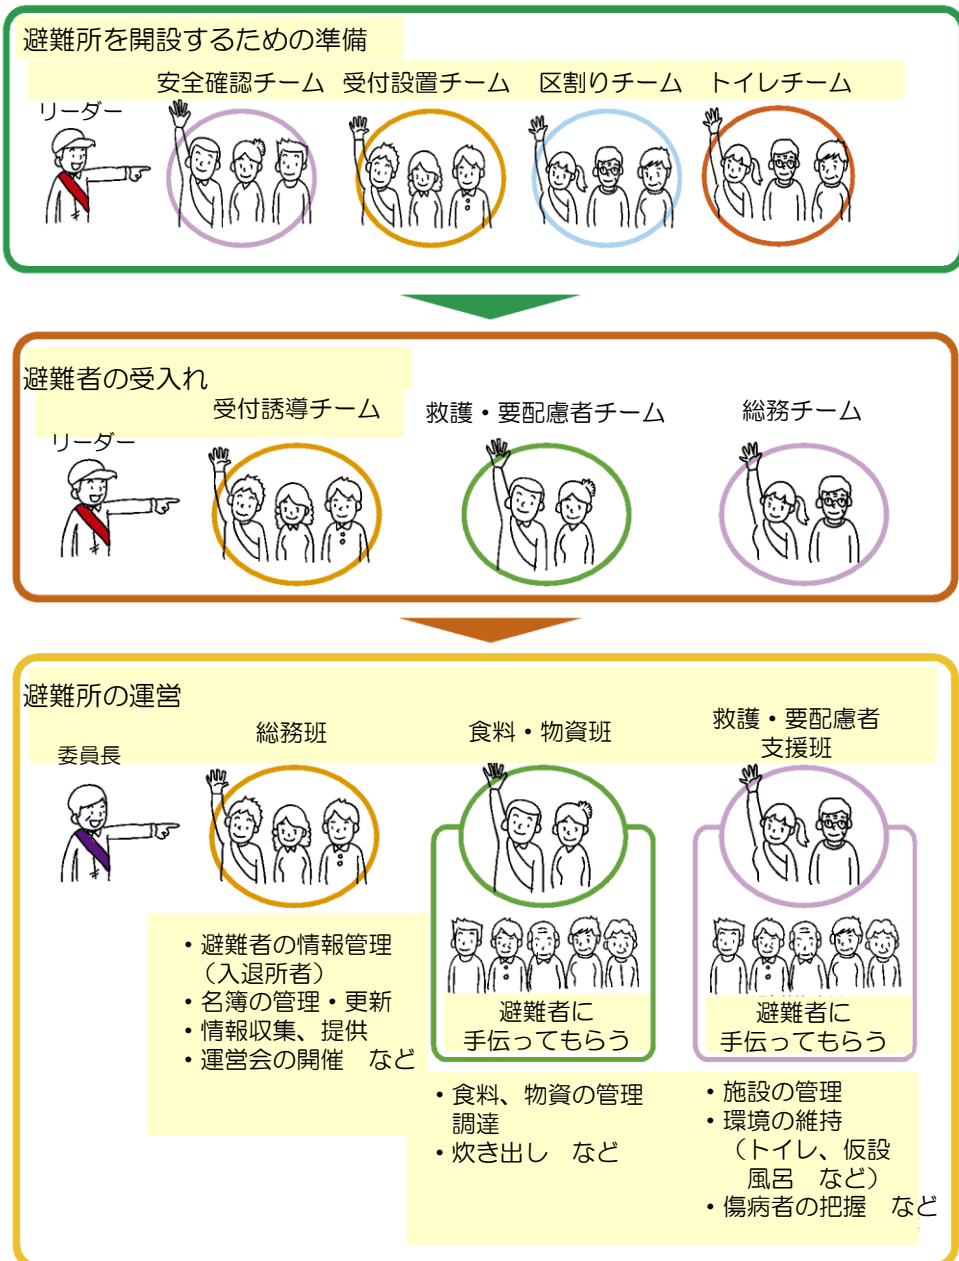 避難所を開設するための準備
安全確認チーム 受付設置チーム 区割りチーム トイレチーム
リーダー
避難者の受入れ
受付誘導チーム 救護・要配慮者チーム 総務チーム
リーダー
避難所の運営
委員長
総務班
食料・物資班
救護・要配慮者
支援班
・避難者の情報管理
（入退所者）
・名簿の管理・更新
・情報収集、提供
・運営会の開催　など
避難者に
手伝ってもらう
・食料、物資の管理
調達
・炊き出し　など
避難者に
手伝ってもらう
・施設の管理
・環境の維持
（トイレ、仮設
風呂　など）
・傷病者の把握　など